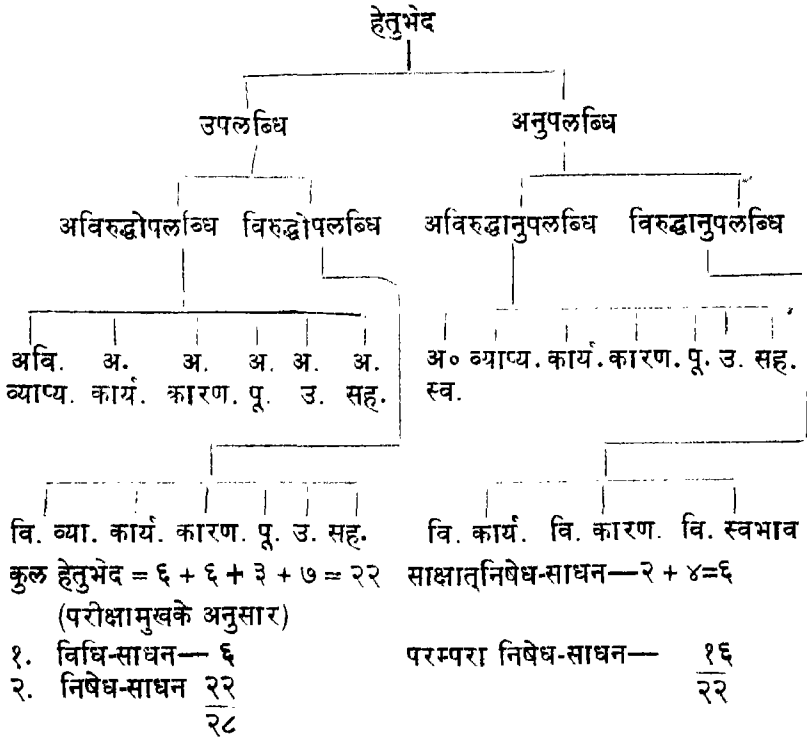 हेतुभेद
उपलब्धि अनुपलब्धि
अविरुद्धोपलब्धि विरुद्धोपलब्धि अविरुद्धानुपलब्धि विरुद्धानुपलब्धि
अवि. अ. अ. अ. अ. अ. अ० व्याप्य. कार्य. कारण. पू. उ. सह.
व्याप्य. कार्य. कारण. पू. उ. सह. स्व.
वि. व्या. कार्य. कारण. पू. उ. सह. वि. कार्य. वि. कारण. वि. स्वभाव
कुल हेतुभेद = ६ + ६ + ३ + ७ = २२ साक्षात्निषेध-साधन—२ + ४=६
(परीक्षामुखके अनुसार)
१. विधि-साधन— ६ परम्परा निषेध-साधन— १६
२. निषेध-साधन २२ २२
२८